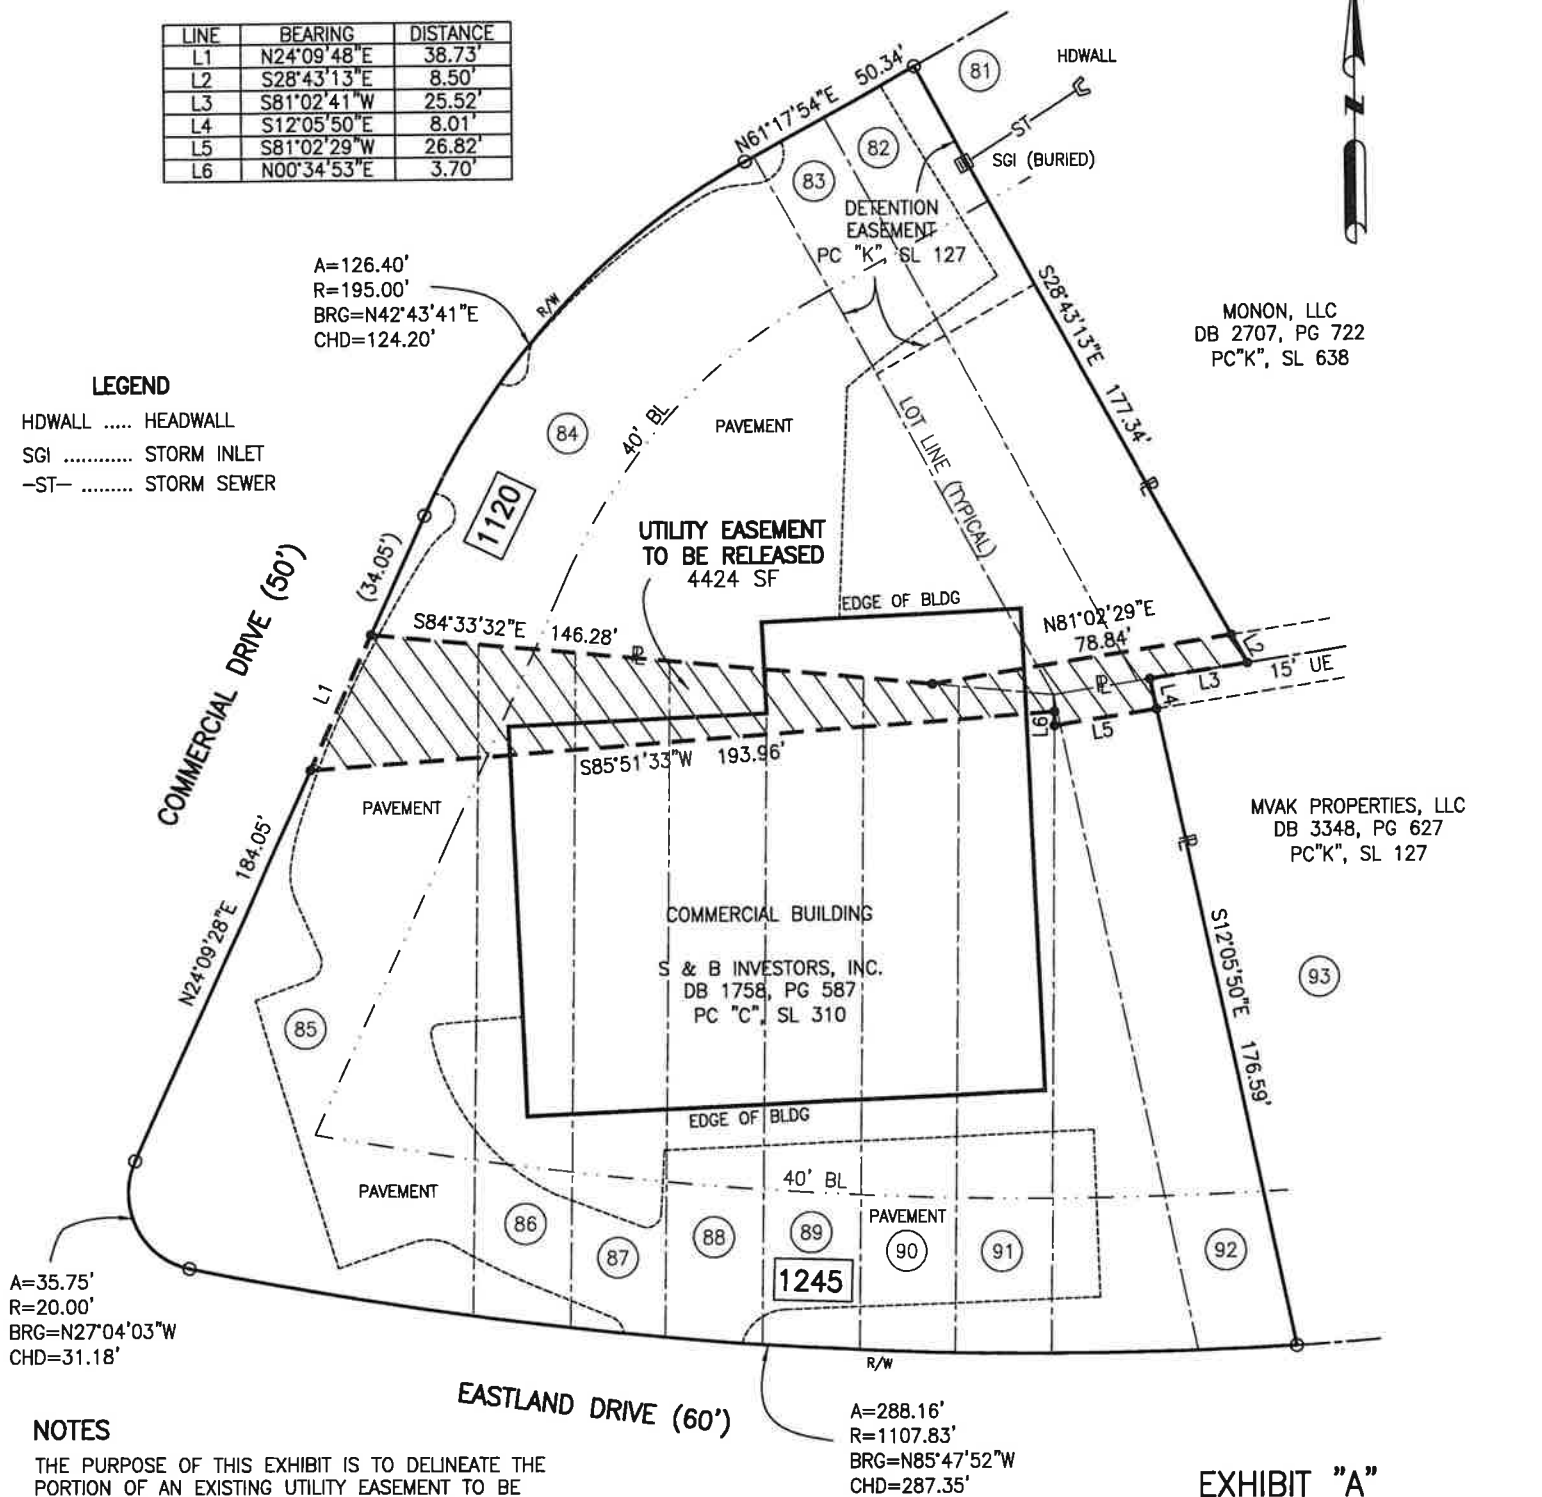 LINE BEARING DISTANCE
L1 N24°09'48"E 38.73'
L2 S28°43'13"E 8.50'
L3 S81°02'41"W 25.52'
L4 S12°05'50"E 8.01'
L5 S81°02'29"W 26.82'
L6 N00°34'53"E 3.70'
N61°17'54"E 50.34'
81
HDWALL
ST
SGI (BURIED)
N
82
83
DETENTION
EASEMENT
PC "K", SL 127
A=126.40'
R=195.00'
BRG=N42°43'41"E
CHD=124.20'
R/W
S28°43'13"E 177.34'
MONON, LLC
DB 2707, PG 722
PC"K", SL 638
LEGEND
HDWALL ..... HEADWALL
SGI ............ STORM INLET
-ST- ......... STORM SEWER
84
40' BL
PAVEMENT
LOT LINE (TYPICAL)
PL
1120
UTILITY EASEMENT
TO BE RELEASED
4424 SF
COMMERCIAL DRIVE (50')
(34.05')
EDGE OF BLDG
S84°33'32"E 146.28'
PL
N81°02'29"E
78.84'
L1
L2
15' UE
PL
L3
L4
L5
L6
S85°51'33"W 193.96'
PAVEMENT
N24°09'28"E 184.05'
MVAK PROPERTIES, LLC
DB 3348, PG 627
PC"K", SL 127
PL
COMMERCIAL BUILDING
S & B INVESTORS, INC.
DB 1758, PG 587
PC "C", SL 310
S12°05'50"E 176.59'
93
85
EDGE OF BLDG
PAVEMENT
40' BL
86
87
88
89
PAVEMENT
90
91
92
1245
A=35.75'
R=20.00'
BRG=N27°04'03"W
CHD=31.18'
R/W
EASTLAND DRIVE (60')
A=288.16'
R=1107.83'
BRG=N85°47'52"W
CHD=287.35'
NOTES
THE PURPOSE OF THIS EXHIBIT IS TO DELINEATE THE
PORTION OF AN EXISTING UTILITY EASEMENT TO BE
EXHIBIT "A"